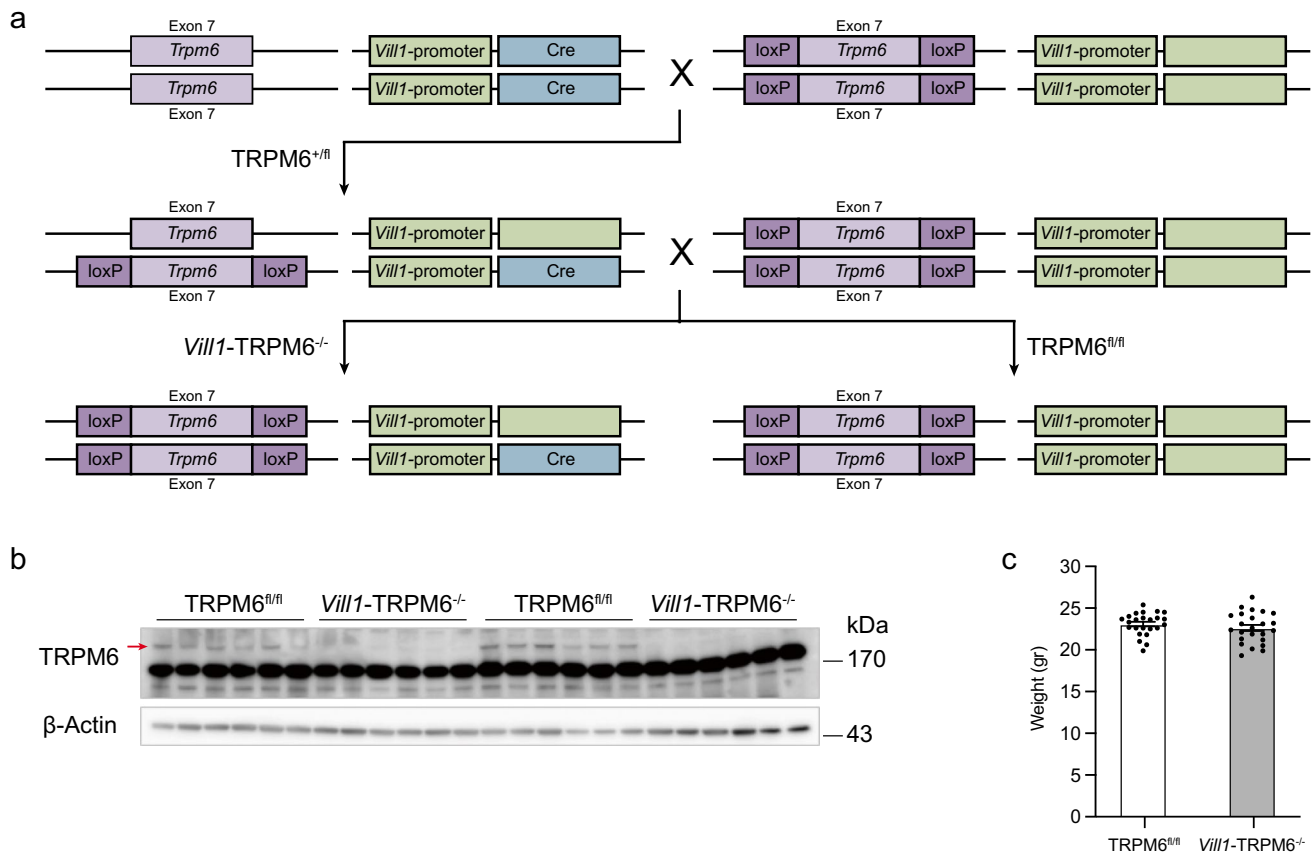 a
Exon 7 Exon 7
Trpm6 Vill1-promoter Cre loxP Trpm6 loxP Vill1-promoter
X
Trpm6 Vill1-promoter Cre loxP Trpm6 loxP Vill1-promoter
Exon 7 Exon 7
TRPM6+/fl
Exon 7 Exon 7
Trpm6 Vill1-promoter loxP Trpm6 loxP Vill1-promoter
X
loxP Trpm6 loxP Vill1-promoter Cre loxP Trpm6 loxP Vill1-promoter
Exon 7 Exon 7
Vill1-TRPM6-/- TRPM6fl/fl
Exon 7 Exon 7
loxP Trpm6 loxP Vill1-promoter loxP Trpm6 loxP Vill1-promoter
loxP Trpm6 loxP Vill1-promoter Cre loxP Trpm6 loxP Vill1-promoter
Exon 7 Exon 7
b
TRPM6fl/fl Vill1-TRPM6-/- TRPM6fl/fl Vill1-TRPM6-/-
kDa
TRPM6
170
β-Actin
43
c
Weight (gr)
30
25
20
15
10
5
0
TRPM6fl/fl Vill1-TRPM6-/-